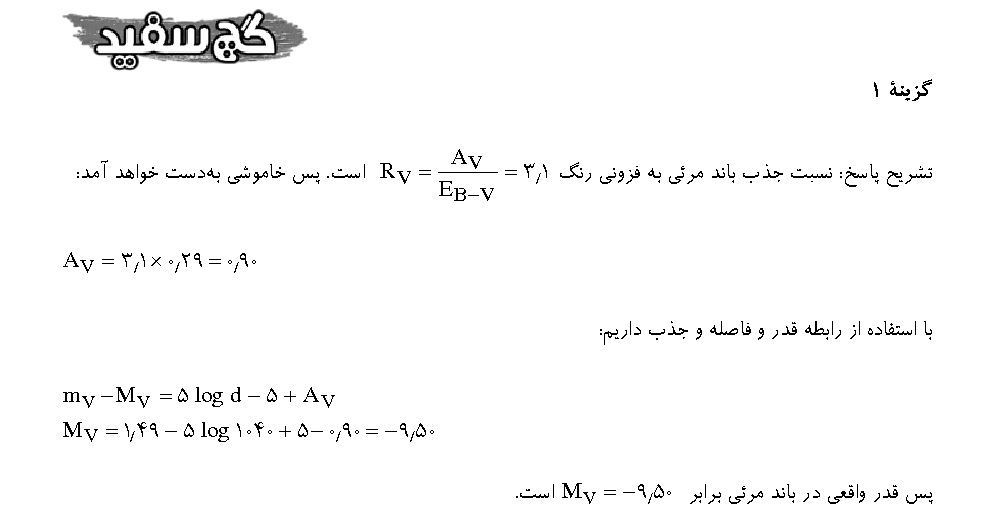 گچ سفید
گزینهٔ ۱
تشریح پاسخ: نسبت جذب باند مرئی به فزونی رنگ R_V = A_V / E_B−V = ۳٫۱ است. پس خاموشی به‌دست خواهد آمد:
A_V = ۳٫۱ × ۰٫۲۹ = ۰٫۹۰
با استفاده از رابطه قدر و فاصله و جذب داریم:
m_V − M_V = ۵ log d − ۵ + A_V
M_V = ۱٫۴۹ − ۵ log ۱۰۴۰ + ۵ − ۰٫۹۰ = −۹٫۵۰
پس قدر واقعی در باند مرئی برابر M_V = −۹٫۵۰ است.